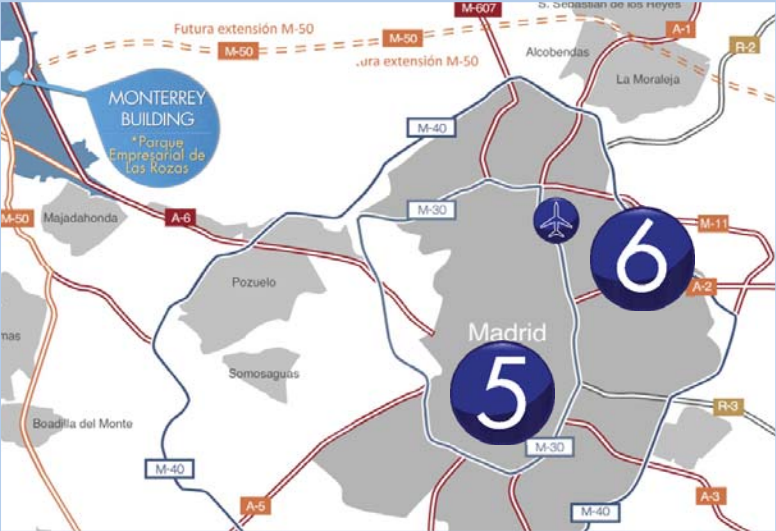 M-607
S. Sebastián de los Reyes
Futura extensión M-50
A-1
M-50
M-50
R-2
ura extensión M-50
Alcobendas
La Moraleja
MONTERREY
BUILDING
*Parque
Empresarial de
Las Rozas
M-40
M-50
Majadahonda
A-6
M-30
M-11
6
Pozuelo
A-2
mas
Madrid
Somosaguas
5
R-3
Boadilla del Monte
M-30
M-40
A-5
A-3
M-40